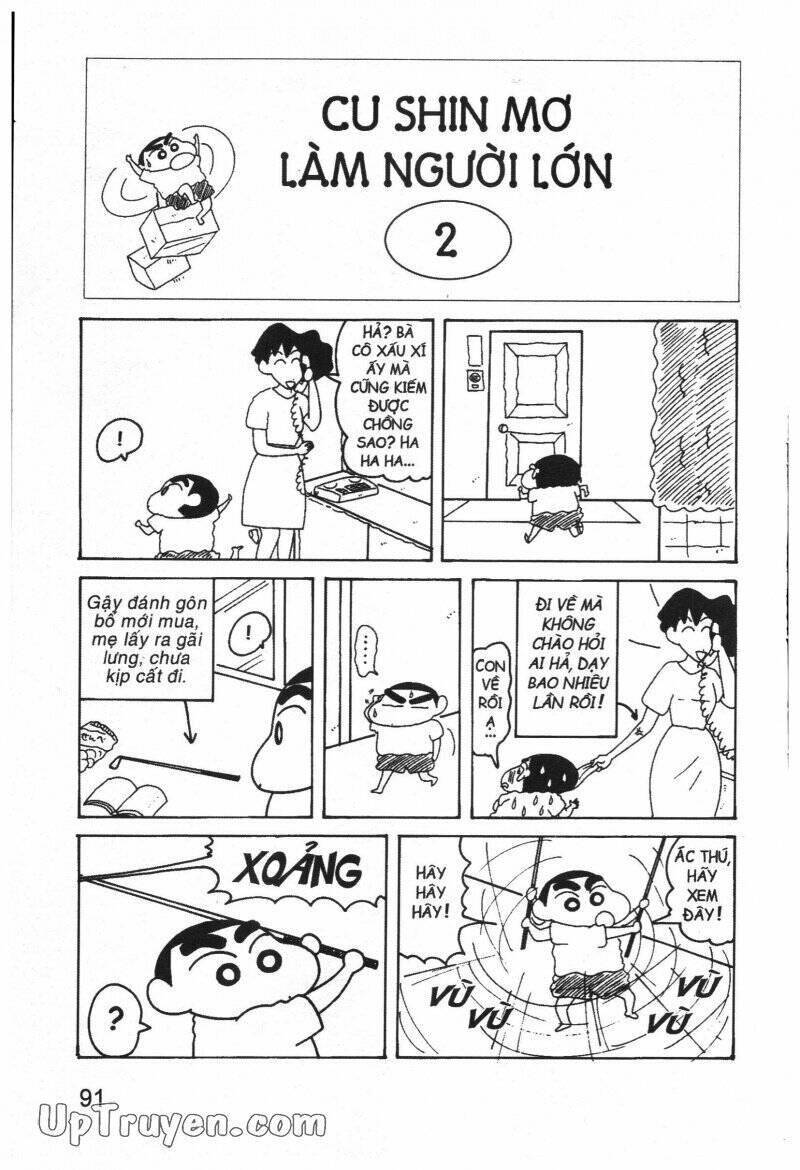 CU SHIN MƠ
LÀM NGƯỜI LỚN
2
HẢ? BÀ
CÔ XẤU XÍ
ẤY MÀ
CŨNG KIẾM
ĐƯỢC
CHỒNG
SAO? HA
HA HA...
!
Gậy đánh gôn
bố mới mua,
mẹ lấy ra gãi
lưng, chưa
kịp cất đi.
!
......
CON
VỀ
RỒI
Ạ
...
ĐI VỀ MÀ
KHÔNG
CHÀO HỎI
AI HẢ, DẠY
BAO NHIÊU
LẦN RỒI!
XOẢNG
?
HÂY
HÂY
HÂY!
ÁC THÚ,
HÃY
XEM
ĐÂY!
VÙ
VÙ
VÙ
VÙ
91
UpTruyen.com